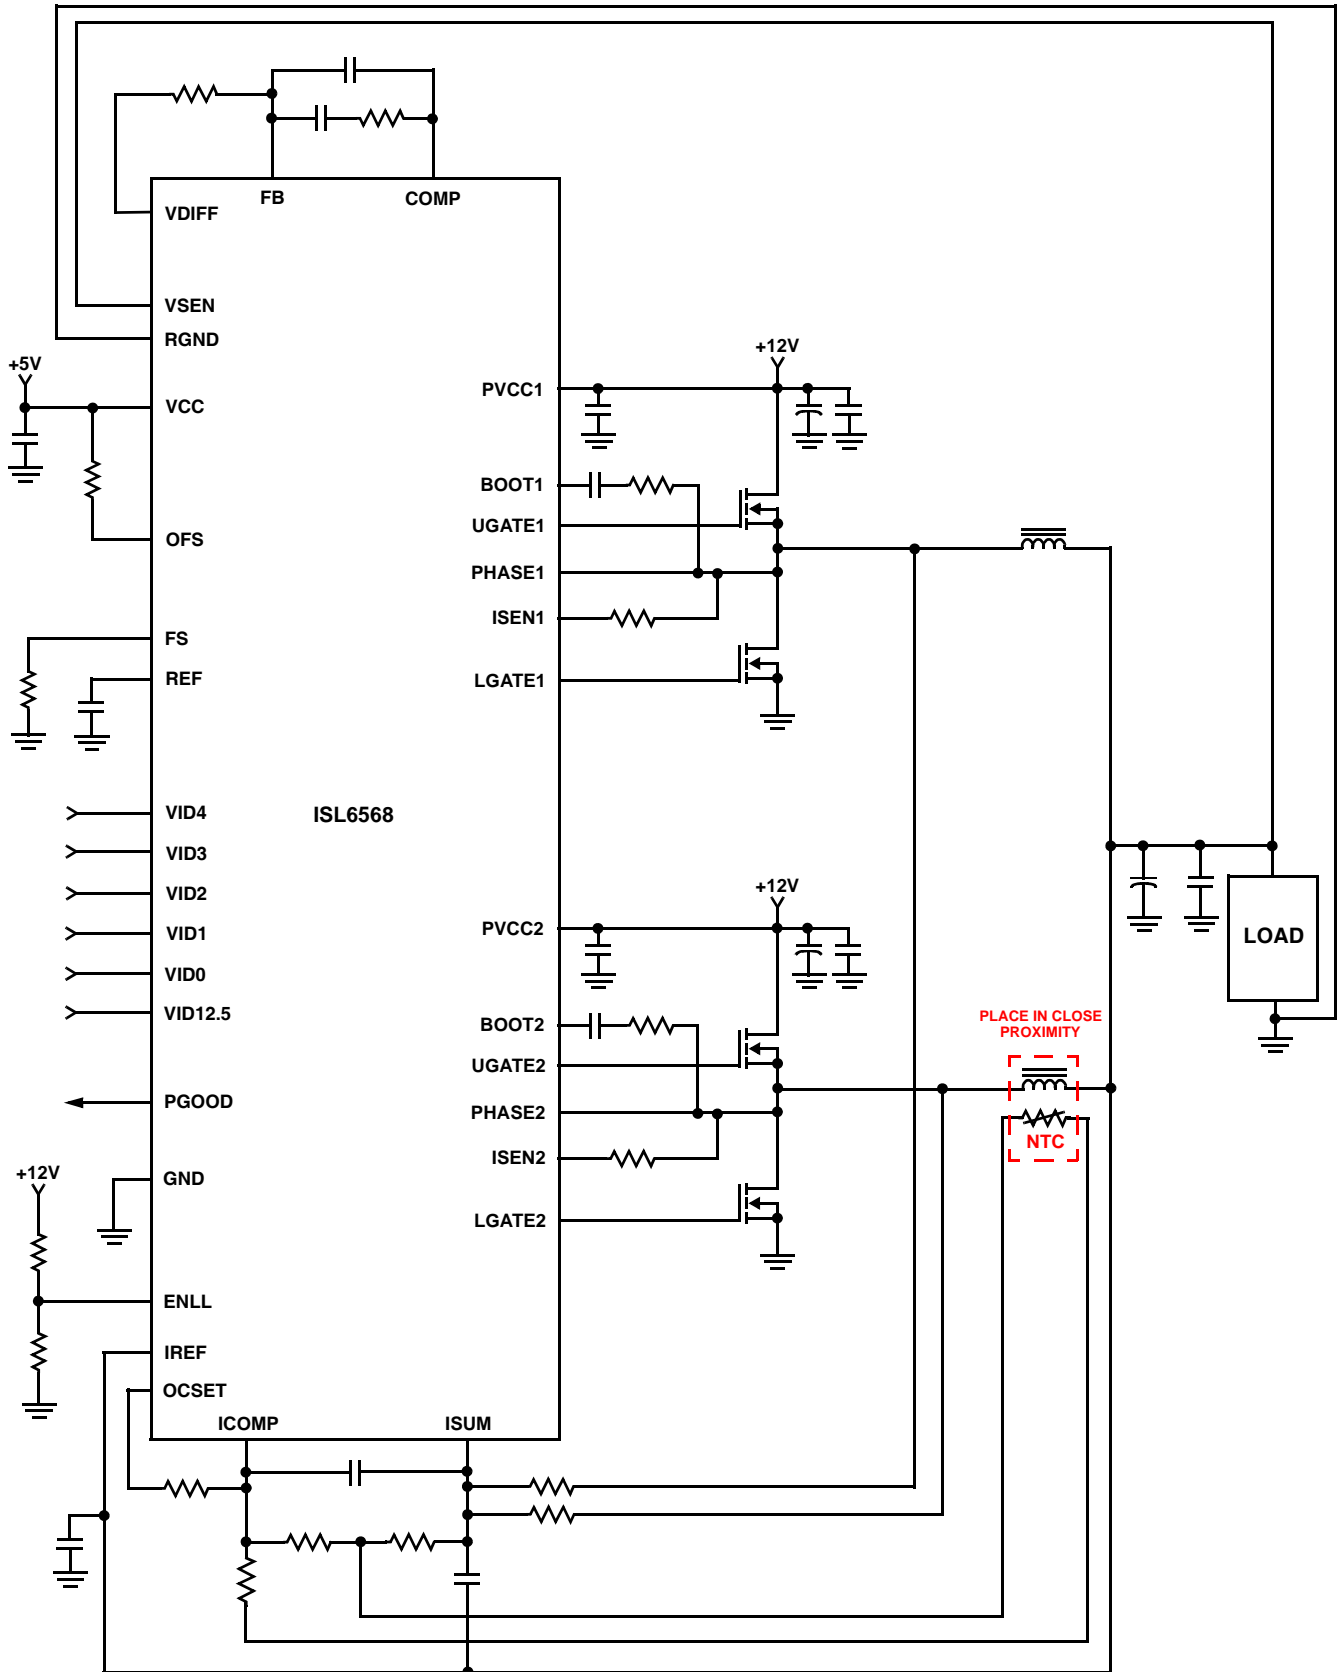 FB
COMP
VDIFF
VSEN
RGND
+5V
VCC
OFS
FS
REF
VID4
VID3
VID2
VID1
VID0
VID12.5
PGOOD
+12V
GND
ENLL
IREF
OCSET
ICOMP
ISUM
ISL6568
+12V
PVCC1
BOOT1
UGATE1
PHASE1
ISEN1
LGATE1
+12V
PVCC2
BOOT2
UGATE2
PHASE2
ISEN2
LGATE2
PLACE IN CLOSE
PROXIMITY
NTC
LOAD